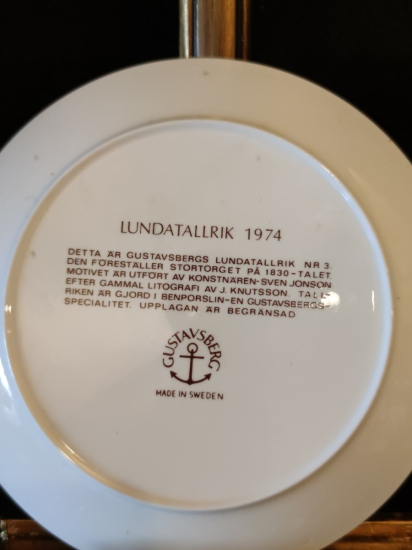 LUNDATALLRIK 1974
DETTA ÄR GUSTAVSBERGS LUNDATALLRIK NR 3.
DEN FÖRESTÄLLER STORTORGET PÅ 1830-TALET.
MOTIVET ÄR UTFÖRT AV KONSTNÄREN-SVEN JONSON
EFTER GAMMAL LITOGRAFI AV J. KNUTSSON. TALL-
RIKEN ÄR GJORD I BENPORSLIN-EN GUSTAVSBERGS-
SPECIALITET. UPPLAGAN ÄR BEGRÄNSAD
GUSTAVSBERG
MADE IN SWEDEN